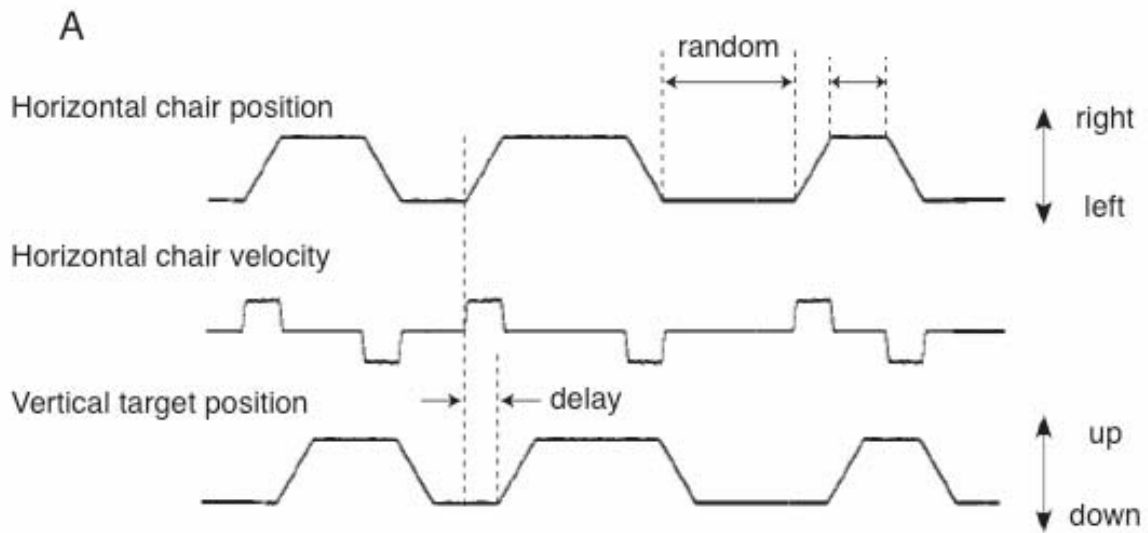 A
random
Horizontal chair position
right
left
Horizontal chair velocity
Vertical target position
delay
up
down